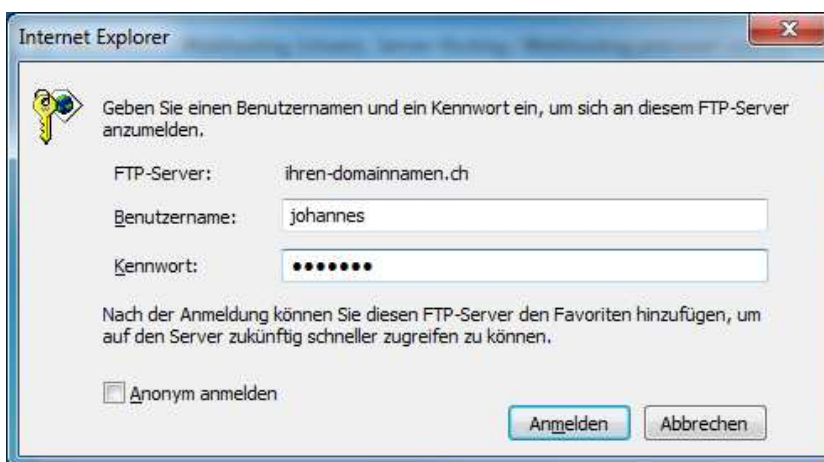 Internet Explorer
Geben Sie einen Benutzernamen und ein Kennwort ein, um sich an diesem FTP-Server
anzumelden.
FTP-Server: ihren-domainnamen.ch
Benutzername: johannes
Kennwort: •••••••
Nach der Anmeldung können Sie diesen FTP-Server den Favoriten hinzufügen, um
auf den Server zukünftig schneller zugreifen zu können.
Anonym anmelden
Anmelden Abbrechen